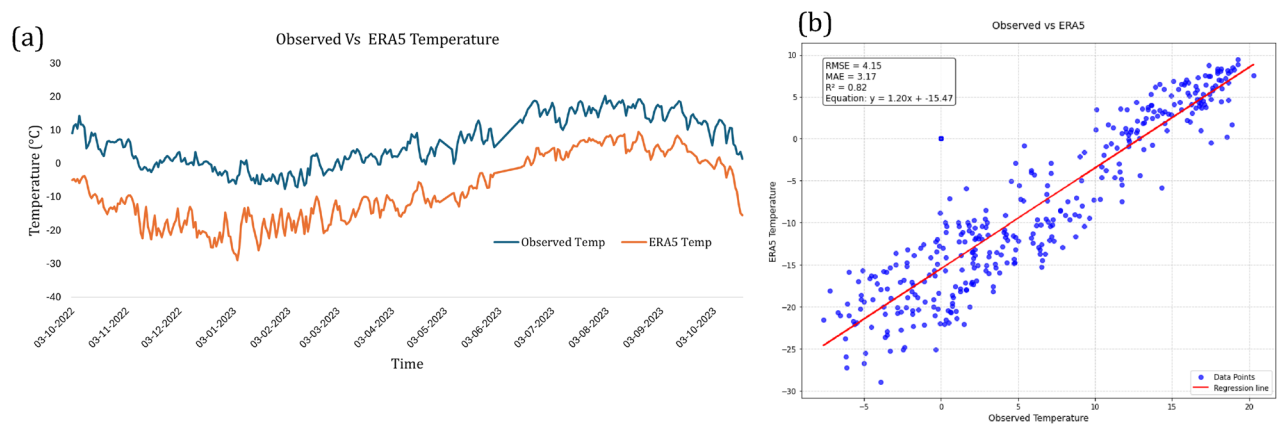 (a)
Observed Vs ERA5 Temperature
Temperature (°C)
30
20
10
0
-10
-20
-30
-40
Observed Temp
ERA5 Temp
03-10-2022
03-11-2022
03-12-2022
03-01-2023
03-02-2023
03-03-2023
03-04-2023
03-05-2023
03-06-2023
03-07-2023
03-08-2023
03-09-2023
03-10-2023
Time
(b)
Observed vs ERA5
RMSE = 4.15
MAE = 3.17
R² = 0.82
Equation: y = 1.20x + -15.47
ERA5 Temperature
10
5
0
−5
−10
−15
−20
−25
−30
Data Points
Regression line
−5
0
5
10
15
20
Observed Temperature